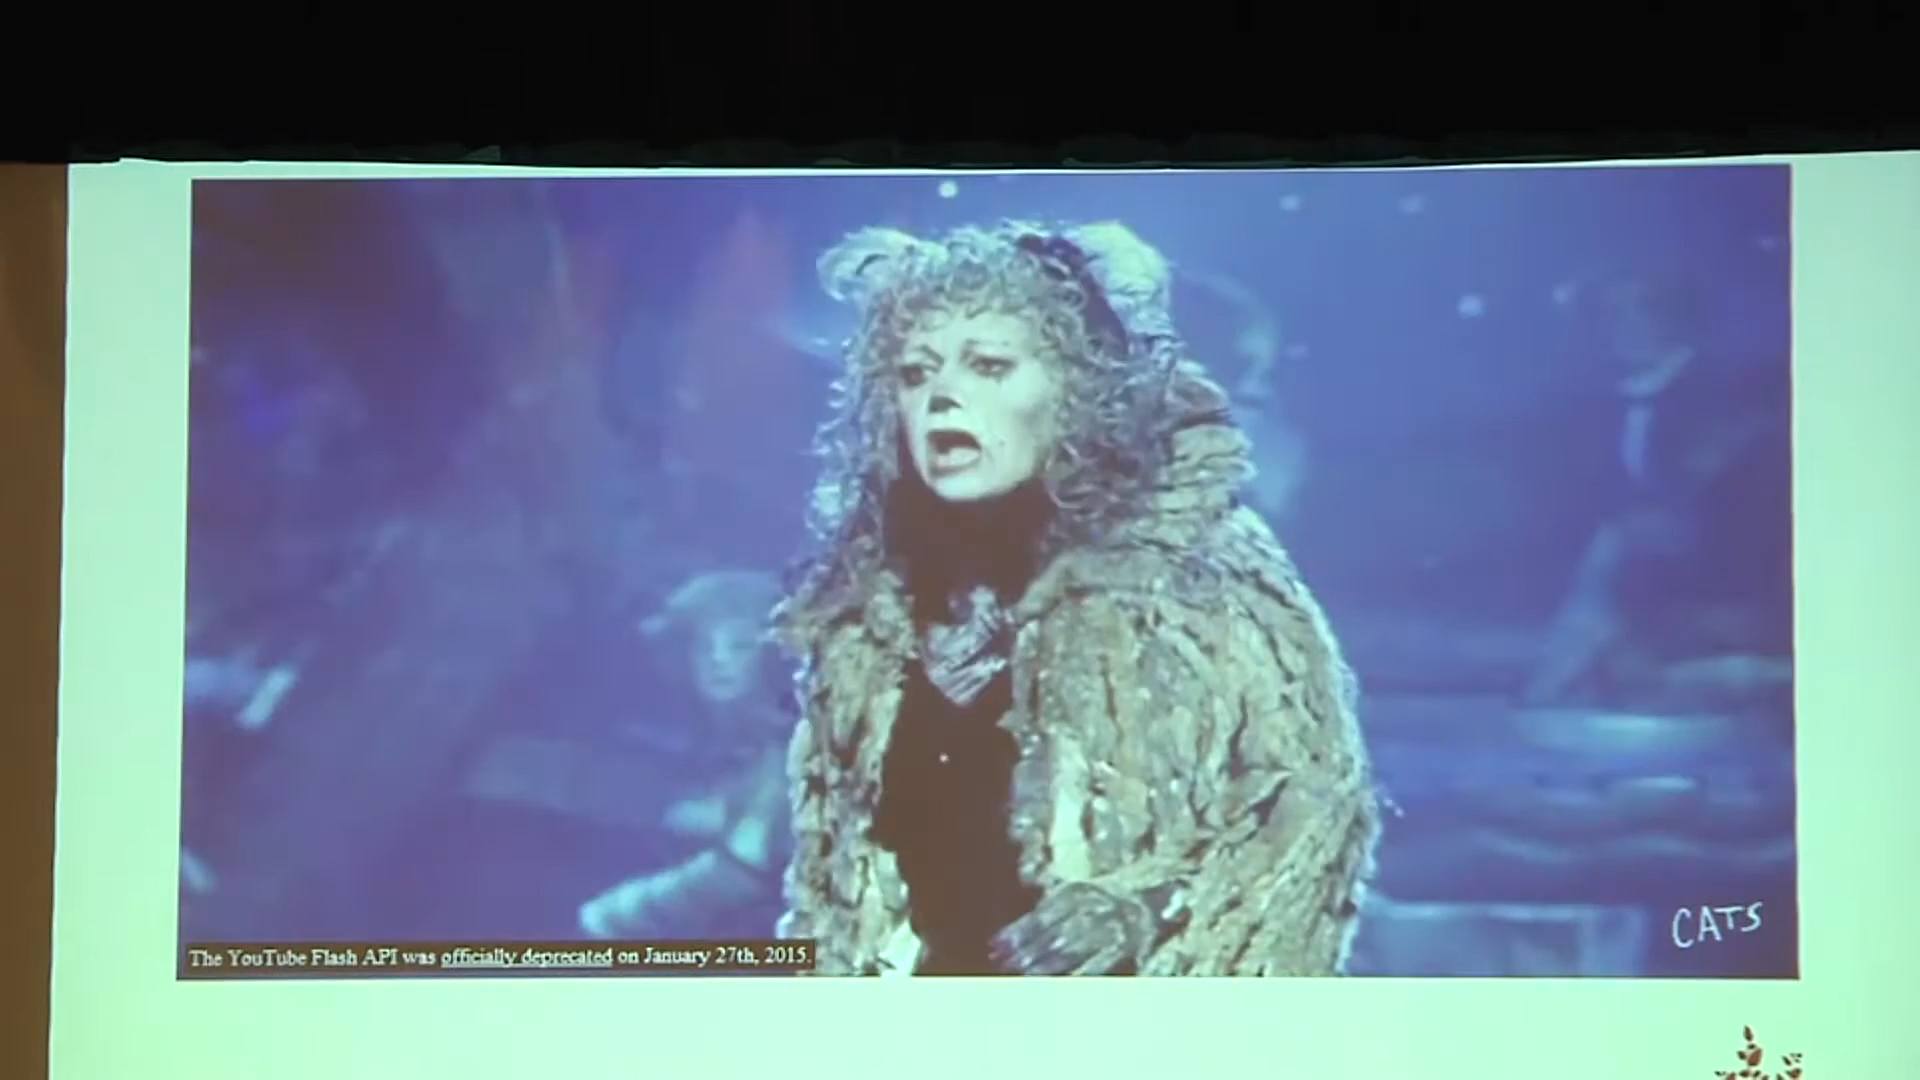 The YouTube Flash API was officially deprecated on January 27th, 2015.
CATS